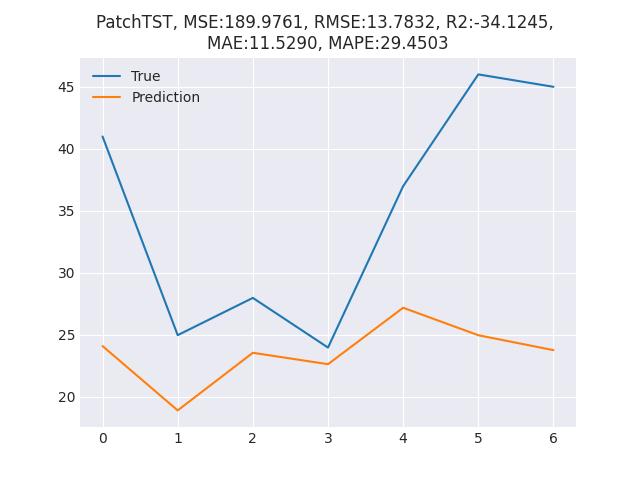 PatchTST, MSE:189.9761, RMSE:13.7832, R2:-34.1245,
MAE:11.5290, MAPE:29.4503
True
Prediction
45
40
35
30
25
20
0 1 2 3 4 5 6